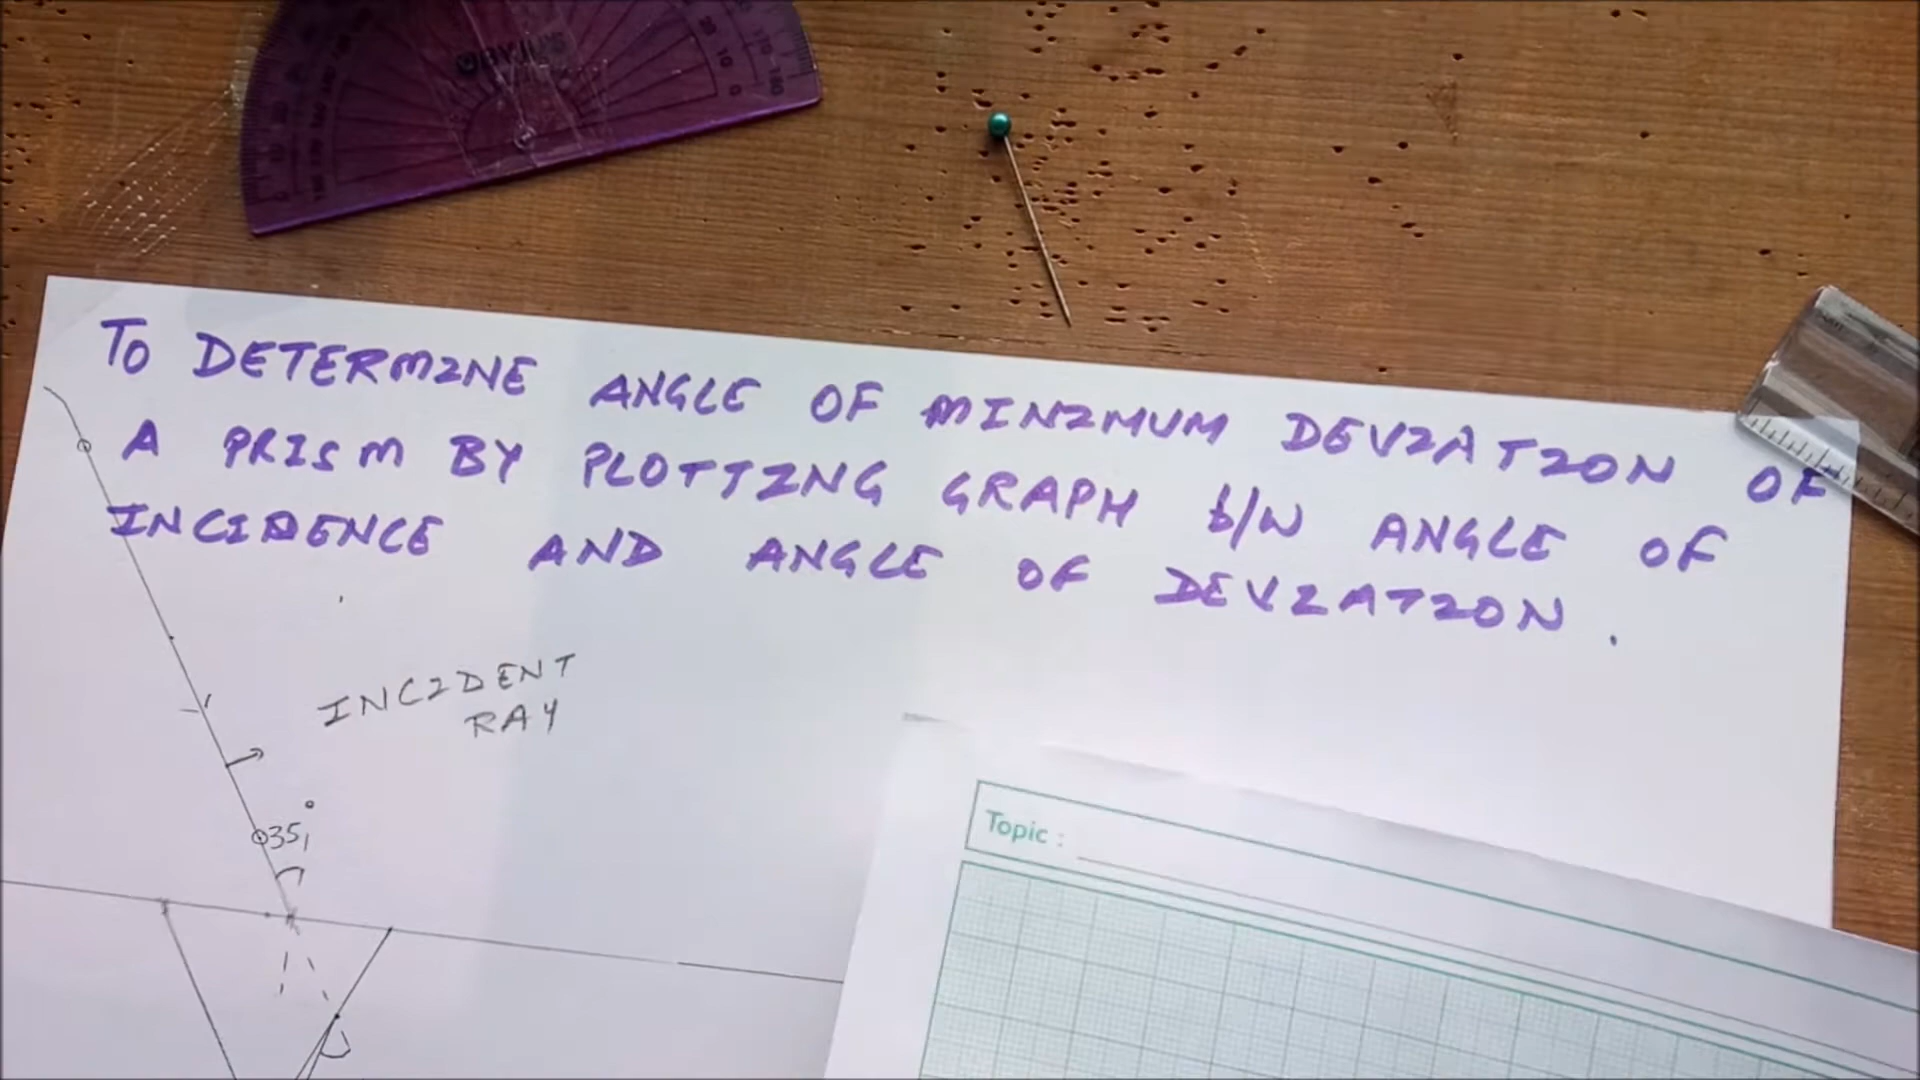 BYJU'S
TO DETERMINE ANGLE OF MINIMUM DEVIATION OF
A PRISM BY PLOTTING GRAPH b/w ANGLE OF
INCIDENCE AND ANGLE OF DEVIATION.
INCIDENT
RAY
35°
Topic :